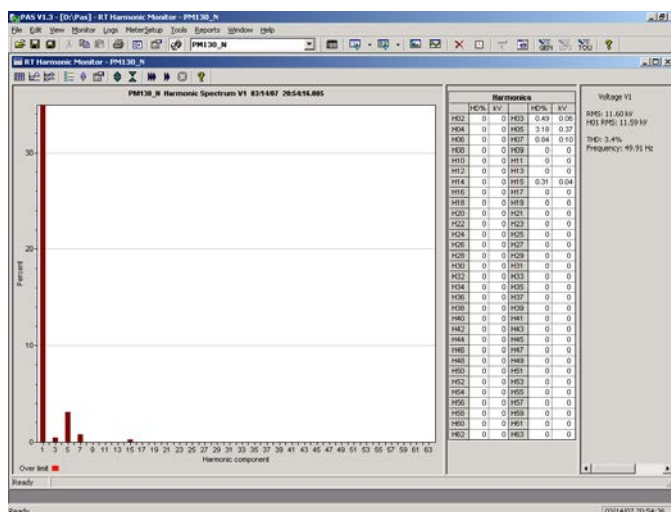 PAS V1.3 - [D:\Pas] - RT Harmonic Monitor - PM130_N
File Edit View Monitor Logs MeterSetup Tools Reports Window Help
PM130_N
RT Harmonic Monitor - PM130_N
PM130_N Harmonic Spectrum V1 03/14/07 20:54:16.005
Percent
30
20
10
0
1 3 5 7 9 11 13 15 17 19 21 23 25 27 29 31 33 35 37 39 41 43 45 47 49 51 53 55 57 59 61 63
Harmonic component
Over limit
Harmonics
HD% kV HD% kV
H02 0 0 H03 0.49 0.06
H04 0 0 H05 3.18 0.37
H06 0 0 H07 0.84 0.10
H08 0 0 H09 0 0
H10 0 0 H11 0 0
H12 0 0 H13 0 0
H14 0 0 H15 0.31 0.04
H16 0 0 H17 0 0
H18 0 0 H19 0 0
H20 0 0 H21 0 0
H22 0 0 H23 0 0
H24 0 0 H25 0 0
H26 0 0 H27 0 0
H28 0 0 H29 0 0
H30 0 0 H31 0 0
H32 0 0 H33 0 0
H34 0 0 H35 0 0
H36 0 0 H37 0 0
H38 0 0 H39 0 0
H40 0 0 H41 0 0
H42 0 0 H43 0 0
H44 0 0 H45 0 0
H46 0 0 H47 0 0
H48 0 0 H49 0 0
H50 0 0 H51 0 0
H52 0 0 H53 0 0
H54 0 0 H55 0 0
H56 0 0 H57 0 0
H58 0 0 H59 0 0
H60 0 0 H61 0 0
H62 0 0 H63 0 0
Voltage V1
RMS: 11.60 kV
H01 RMS: 11.59 kV
THD: 3.4%
Frequency: 49.91 Hz
Ready
Ready
03/14/07 20:54:36